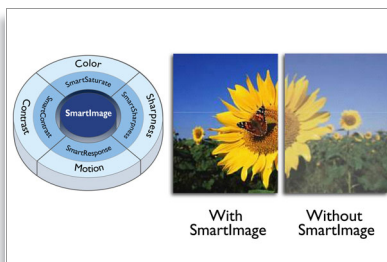 Color
SmartSaturate
Contrast
SmartContrast
SmartImage
SmartSharpness
Sharpness
SmartResponse
Motion
With
SmartImage
Without
SmartImage